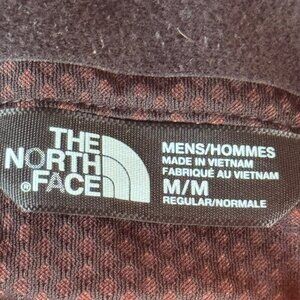 THE
NORTH
FACE
MENS/HOMMES
MADE IN VIETNAM
FABRIQUÉ AU VIETNAM
M/M
REGULAR/NORMALE